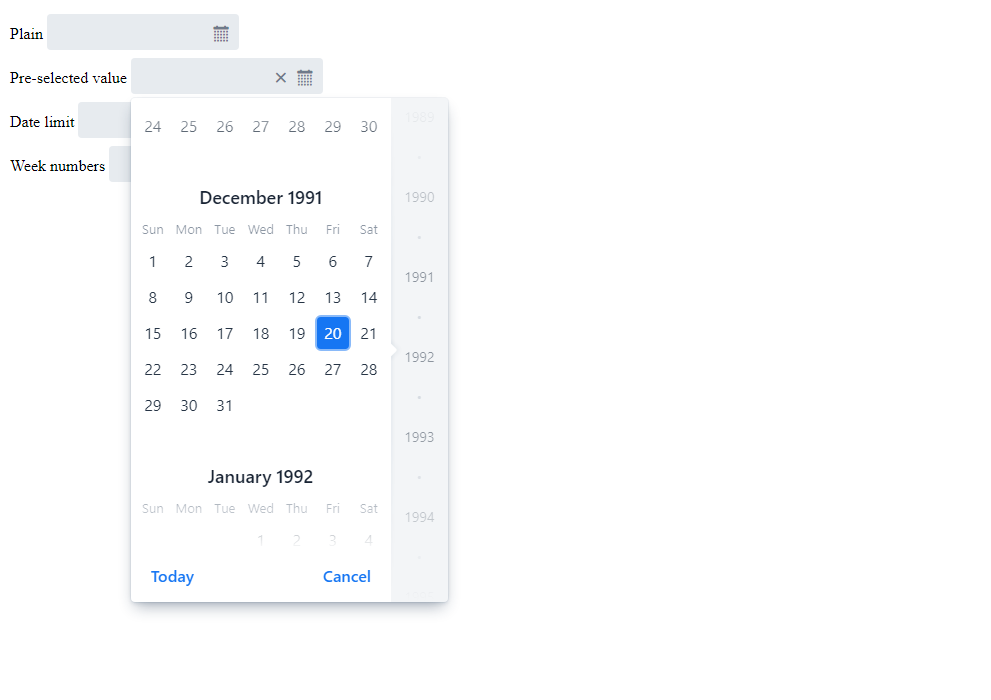 Plain
Pre-selected value
Date limit
Week numbers
24 25 26 27 28 29 30
December 1991
Sun Mon Tue Wed Thu Fri Sat
1 2 3 4 5 6 7
8 9 10 11 12 13 14
15 16 17 18 19 20 21
22 23 24 25 26 27 28
29 30 31
January 1992
Sun Mon Tue Wed Thu Fri Sat
1 2 3 4
Today Cancel
1989
1990
1991
1992
1993
1994